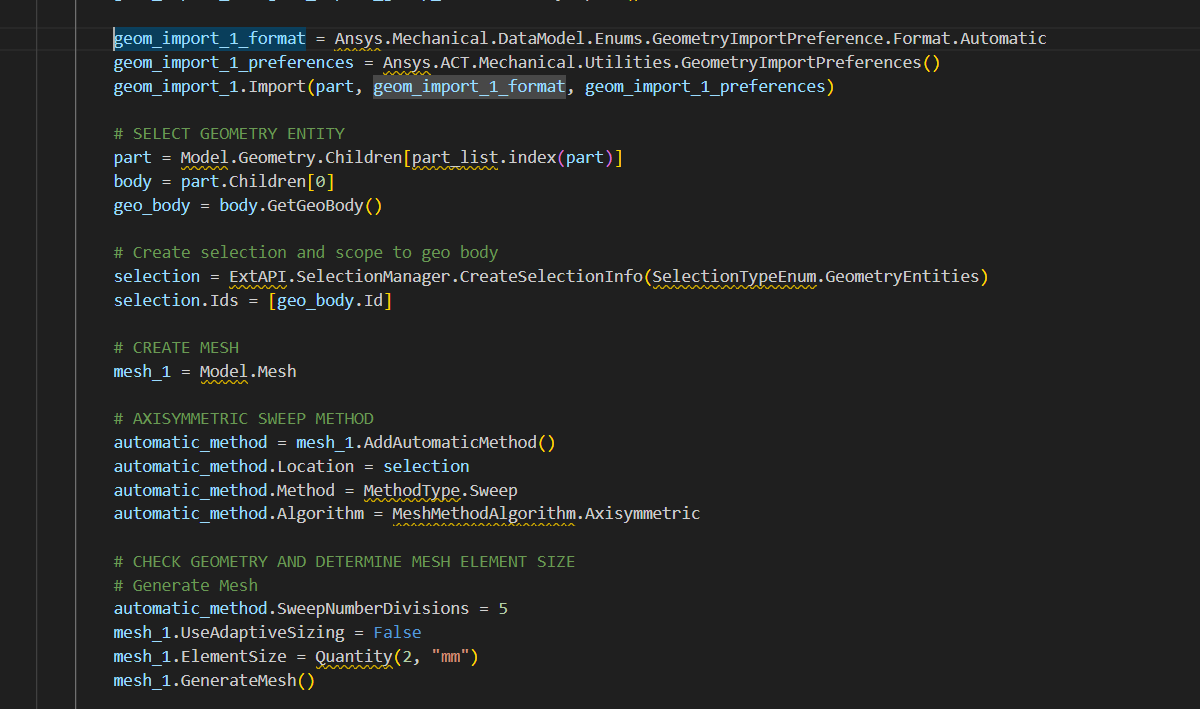 geom_import_1_format = Ansys.Mechanical.DataModel.Enums.GeometryImportPreference.Format.Automatic
geom_import_1_preferences = Ansys.ACT.Mechanical.Utilities.GeometryImportPreferences()
geom_import_1.Import(part, geom_import_1_format, geom_import_1_preferences)
# SELECT GEOMETRY ENTITY
part = Model.Geometry.Children[part_list.index(part)]
body = part.Children[0]
geo_body = body.GetGeoBody()
# Create selection and scope to geo body
selection = ExtAPI.SelectionManager.CreateSelectionInfo(SelectionTypeEnum.GeometryEntities)
selection.Ids = [geo_body.Id]
# CREATE MESH
mesh_1 = Model.Mesh
# AXISYMMETRIC SWEEP METHOD
automatic_method = mesh_1.AddAutomaticMethod()
automatic_method.Location = selection
automatic_method.Method = MethodType.Sweep
automatic_method.Algorithm = MeshMethodAlgorithm.Axisymmetric
# CHECK GEOMETRY AND DETERMINE MESH ELEMENT SIZE
# Generate Mesh
automatic_method.SweepNumberDivisions = 5
mesh_1.UseAdaptiveSizing = False
mesh_1.ElementSize = Quantity(2, "mm")
mesh_1.GenerateMesh()